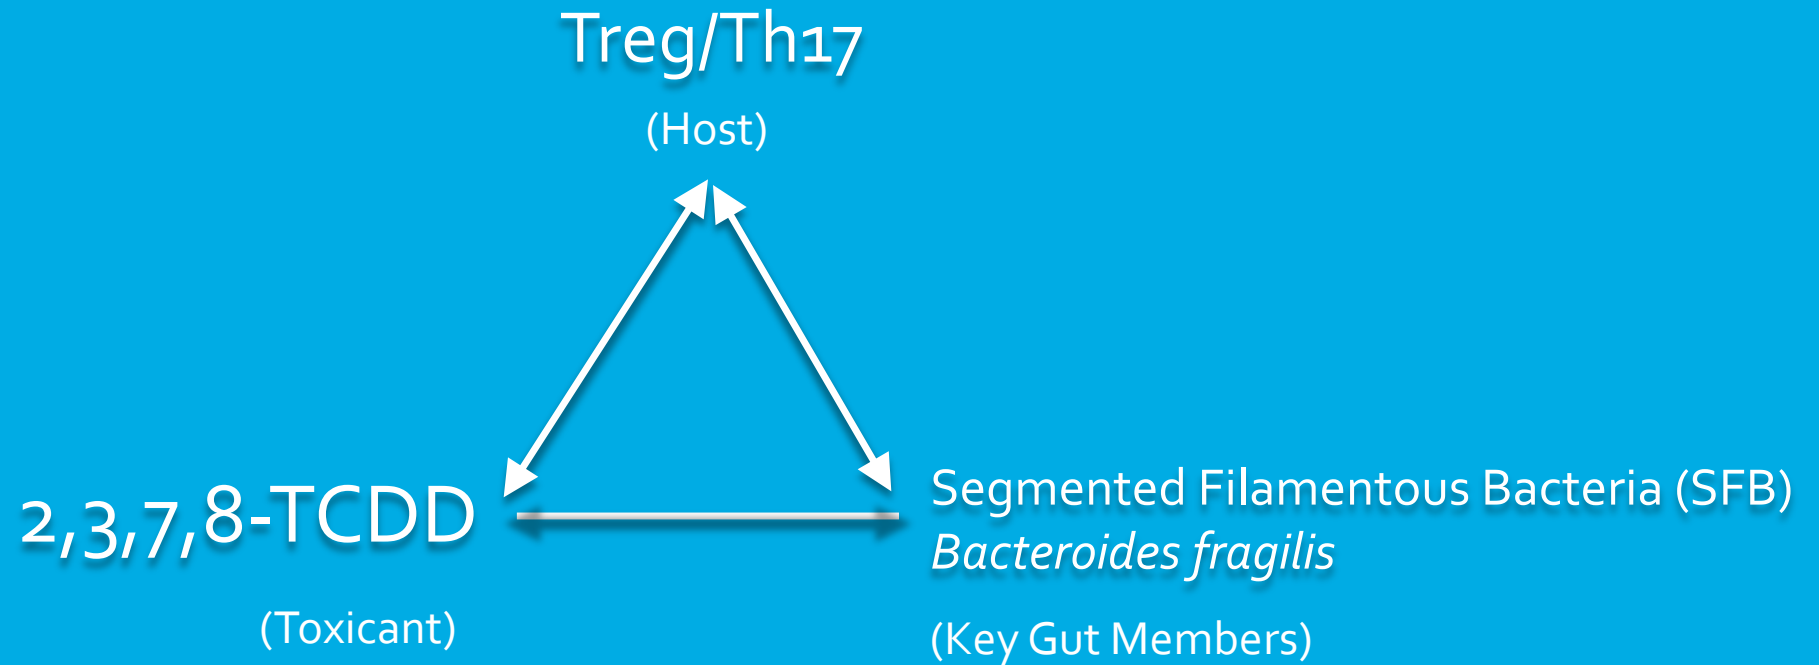 Treg/Th17
(Host)
2,3,7,8-TCDD
(Toxicant)
Segmented Filamentous Bacteria (SFB)
Bacteroides fragilis
(Key Gut Members)